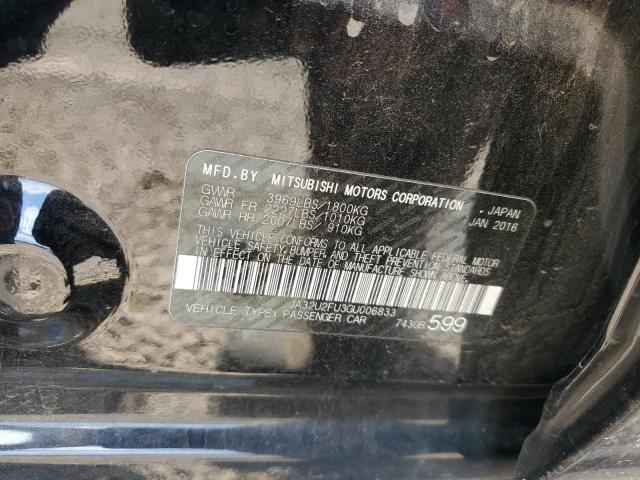 MFD.BY MITSUBISHI MOTORS CORPORATION , JAPAN
GVWR 3969LBS/1800KG JAN 2016
GAWR FR 2227LBS/1010KG
GAWR RR 2007LBS/ 910KG
THIS VEHICLE CONFORMS TO ALL APPLICABLE FEDERAL MOTOR
VEHICLE SAFETY, BUMPER, AND THEFT PREVENTION STANDARDS
IN EFFECT ON THE DATE OF MANUFACTURE SHOWN ABOVE.
JA32U2FU3GU006833
VEHICLE TYPE: PASSENGER CAR 7430B 599